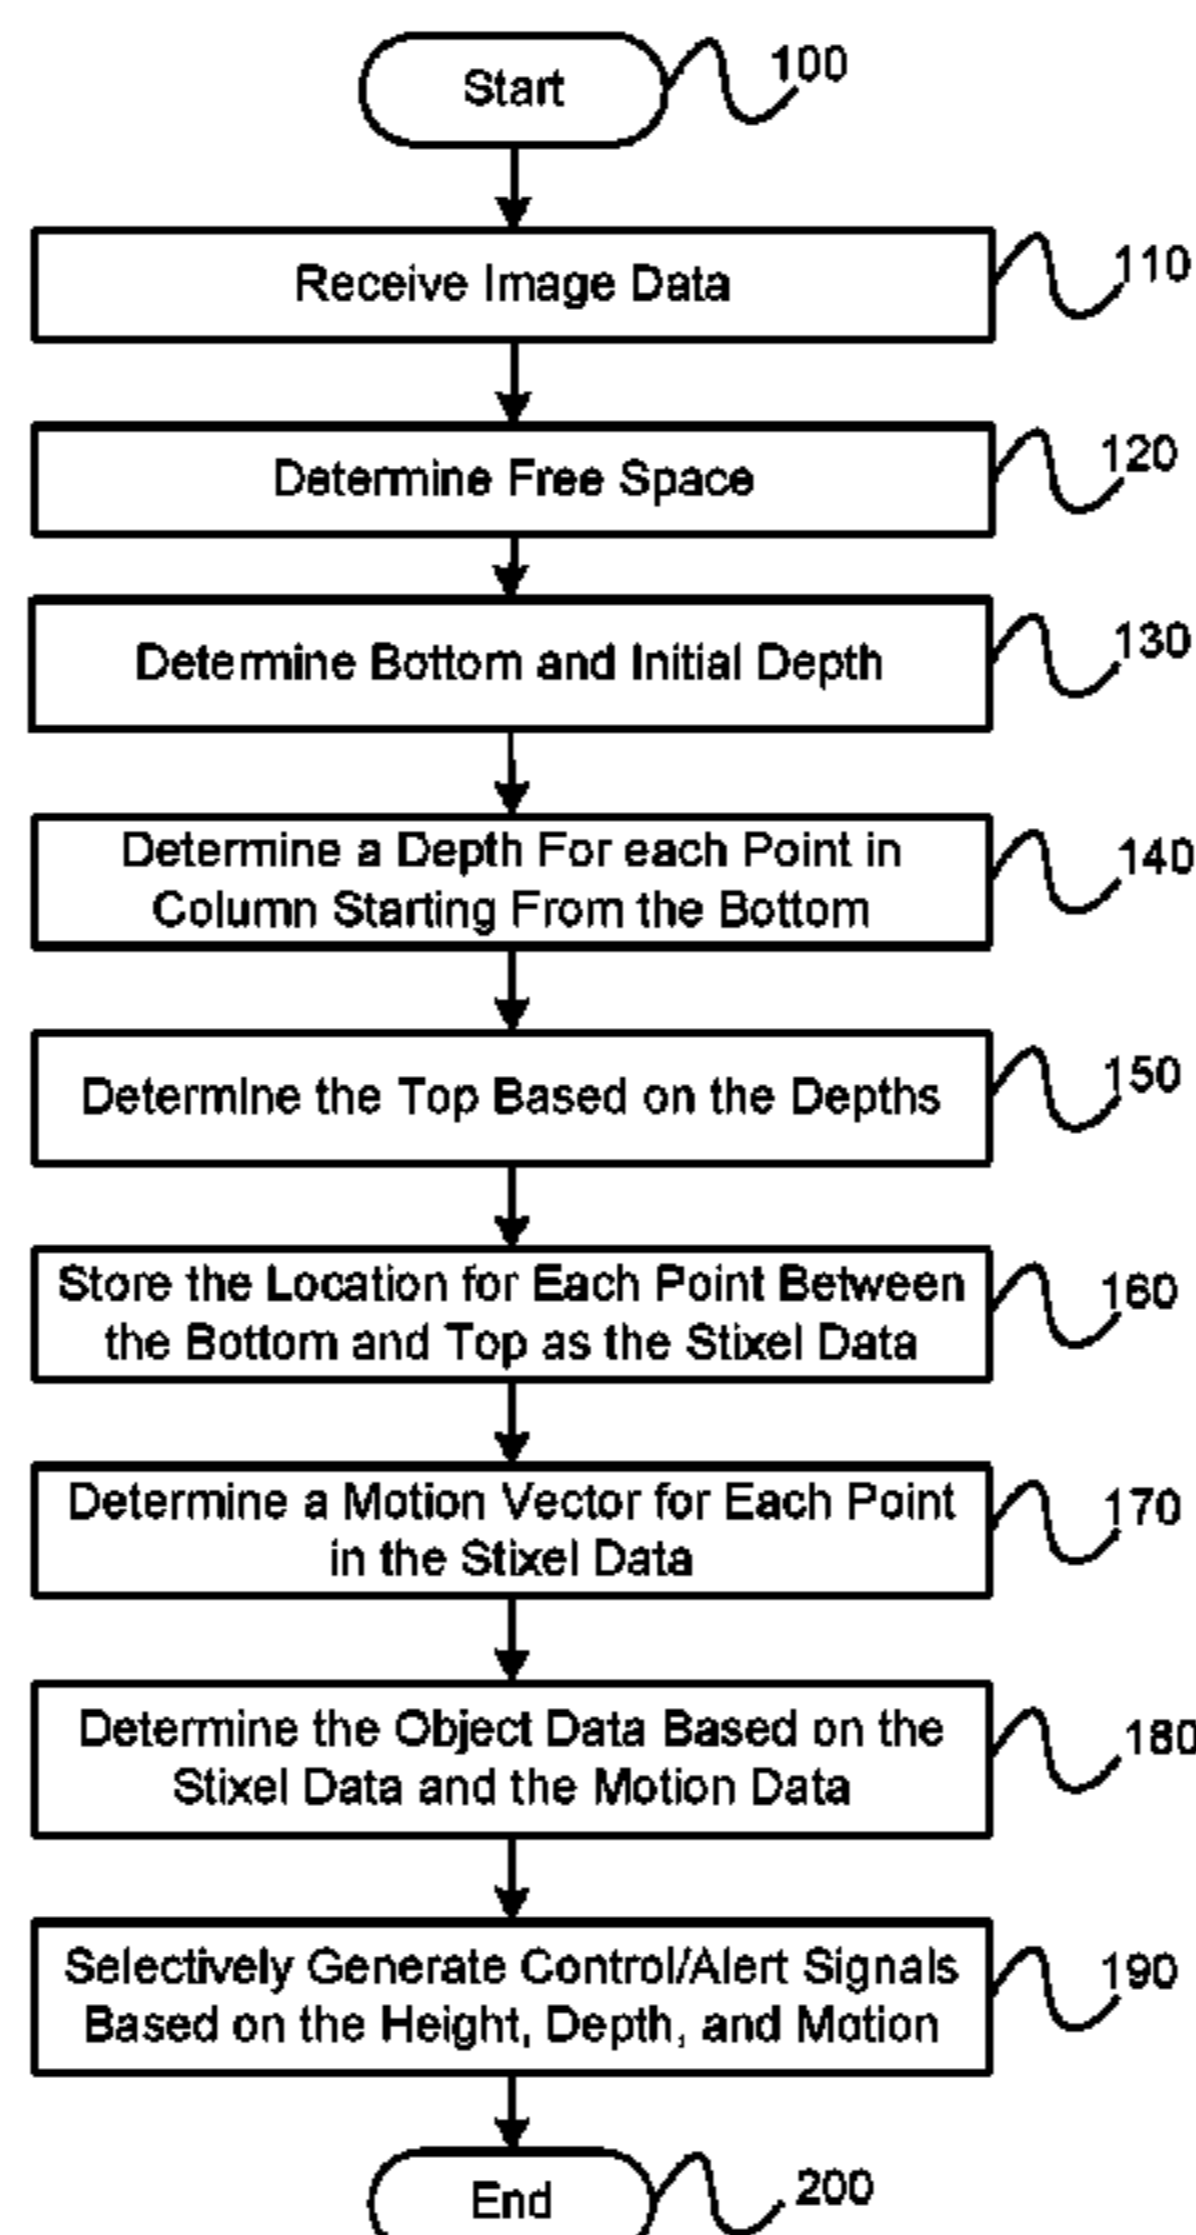 Start
100
Receive Image Data
110
Determine Free Space
120
Determine Bottom and Initial Depth
130
Determine a Depth For each Point in
Column Starting From the Bottom
140
Determine the Top Based on the Depths
150
Store the Location for Each Point Between
the Bottom and Top as the Stixel Data
160
Determine a Motion Vector for Each Point
in the Stixel Data
170
Determine the Object Data Based on the
Stixel Data and the Motion Data
180
Selectively Generate Control/Alert Signals
Based on the Height, Depth, and Motion
190
End
200